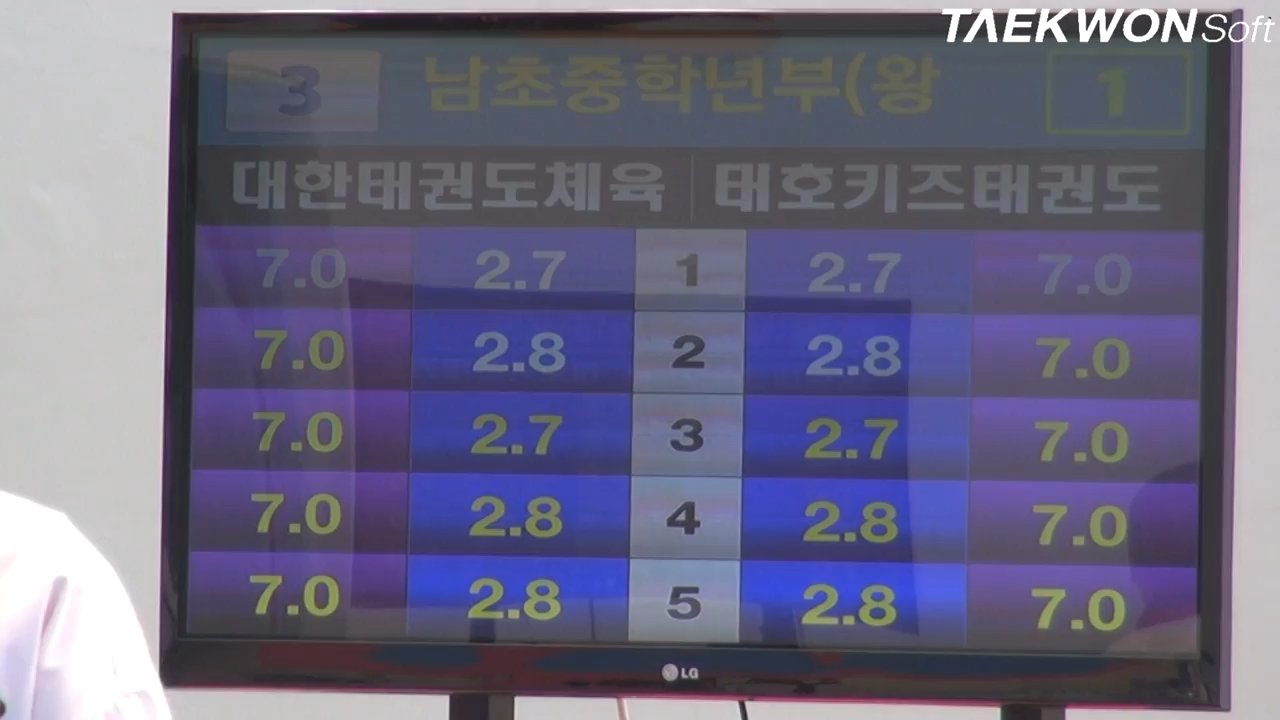 TAEKWONSoft
3 남초중학년부(왕 1
대한태권도체육 태호키즈태권도
7.0 2.7 1 2.7 7.0
7.0 2.8 2 2.8 7.0
7.0 2.7 3 2.7 7.0
7.0 2.8 4 2.8 7.0
7.0 2.8 5 2.8 7.0
LG